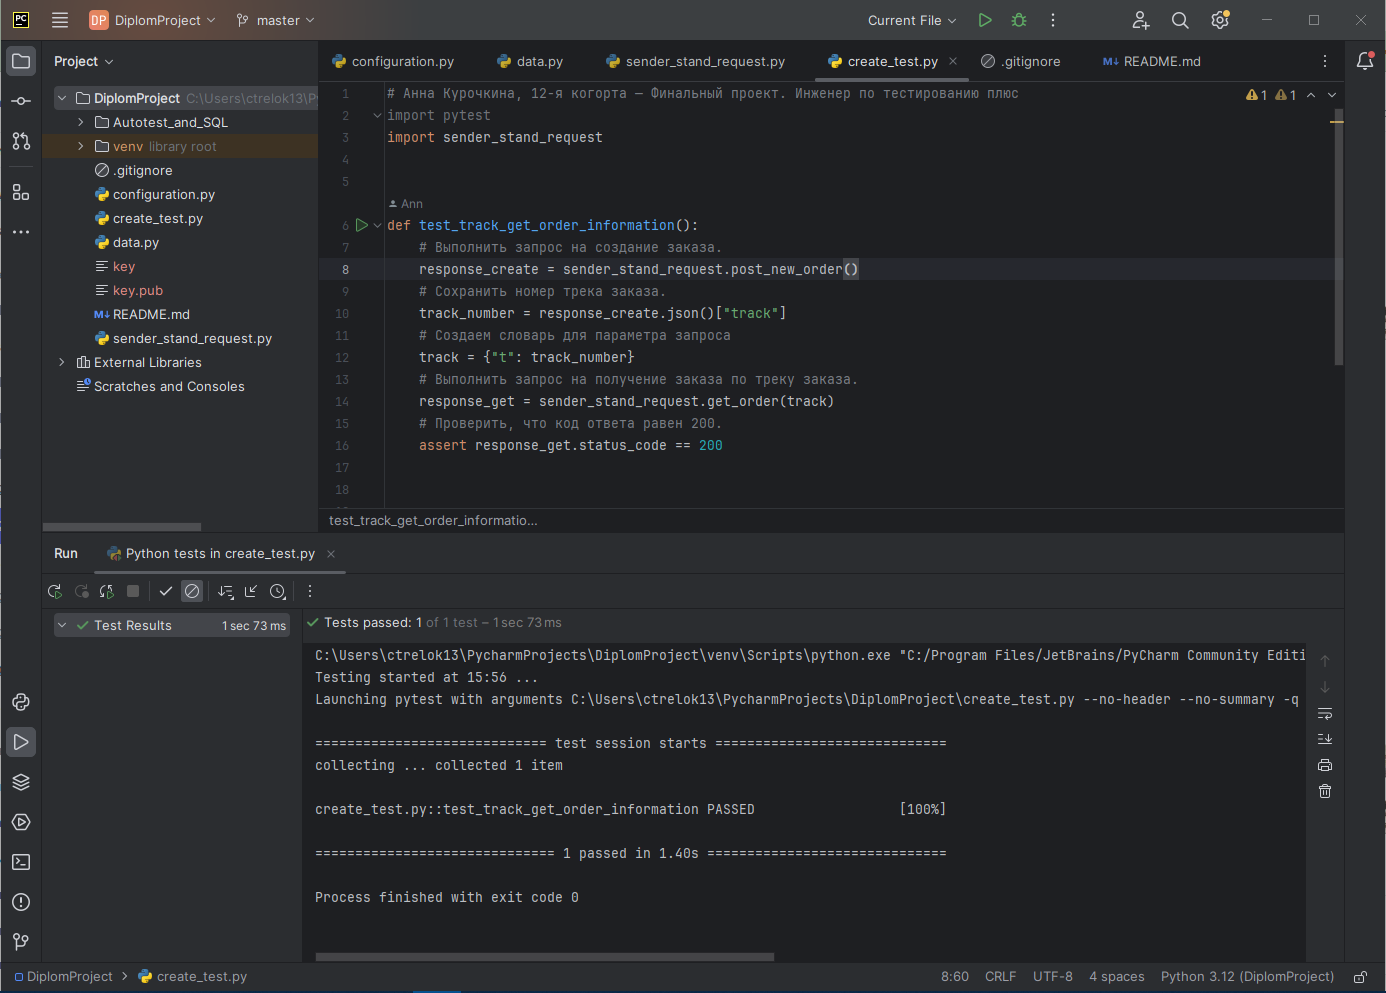 PC DP DiplomProject master Current File
Project
DiplomProject C:\Users\ctrelok13\P
Autotest_and_SQL
venv library root
.gitignore
configuration.py
create_test.py
data.py
key
key.pub
README.md
sender_stand_request.py
External Libraries
Scratches and Consoles
configuration.py data.py sender_stand_request.py create_test.py .gitignore README.md
1 # Анна Курочкина, 12-я когорта — Финальный проект. Инженер по тестированию плюс
1 1
2 import pytest
3 import sender_stand_request
4
5
Ann
6 def test_track_get_order_information():
7 # Выполнить запрос на создание заказа.
8 response_create = sender_stand_request.post_new_order()
9 # Сохранить номер трека заказа.
10 track_number = response_create.json()["track"]
11 # Создаем словарь для параметра запроса
12 track = {"t": track_number}
13 # Выполнить запрос на получение заказа по треку заказа.
14 response_get = sender_stand_request.get_order(track)
15 # Проверить, что код ответа равен 200.
16 assert response_get.status_code == 200
17
18
test_track_get_order_informatio...
Run Python tests in create_test.py
Test Results 1 sec 73 ms
Tests passed: 1 of 1 test – 1 sec 73 ms
C:\Users\ctrelok13\PycharmProjects\DiplomProject\venv\Scripts\python.exe "C:/Program Files/JetBrains/PyCharm Community Editi
Testing started at 15:56 ...
Launching pytest with arguments C:\Users\ctrelok13\PycharmProjects\DiplomProject\create_test.py --no-header --no-summary -q
============================= test session starts =============================
collecting ... collected 1 item
create_test.py::test_track_get_order_information PASSED [100%]
============================== 1 passed in 1.40s ==============================
Process finished with exit code 0
DiplomProject > create_test.py 8:60 CRLF UTF-8 4 spaces Python 3.12 (DiplomProject)